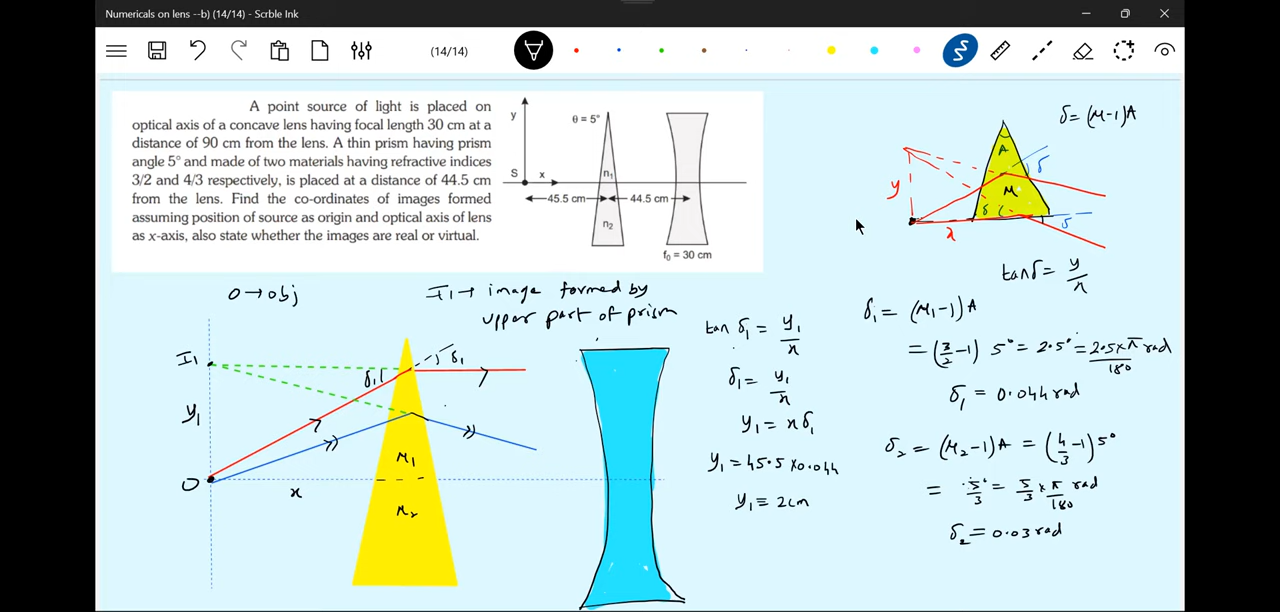 Numericals on lens --b) (14/14) - Scrble Ink
(14/14)
A point source of light is placed on
optical axis of a concave lens having focal length 30 cm at a
distance of 90 cm from the lens. A thin prism having prism
angle 5° and made of two materials having refractive indices
3/2 and 4/3 respectively, is placed at a distance of 44.5 cm
from the lens. Find the co-ordinates of images formed
assuming position of source as origin and optical axis of lens
as x-axis, also state whether the images are real or virtual.
y
θ = 5°
S
x
n₁
45.5 cm
44.5 cm
n₂
f₀ = 30 cm
δ = (μ-1)A
A
δ
y
μ
δ
x
δ
tanδ = y/x
O → obj
I1 → image formed by
upper part of prism
I1
δ1
δ1
y1
μ1
O
x
μ2
tan δ1 = y1/x
δ1 = y1/x
y1 = xδ1
y1 = 45.5 x 0.044
y1 = 2cm
δ1 = (μ1-1)A
= (3/2 -1) 5° = 2.5° = 2.5 x π/180 rad
δ1 = 0.044 rad
δ2 = (μ2-1)A = (4/3 -1) 5°
= 5°/3 = 5/3 x π/180 rad
δ2 = 0.03 rad